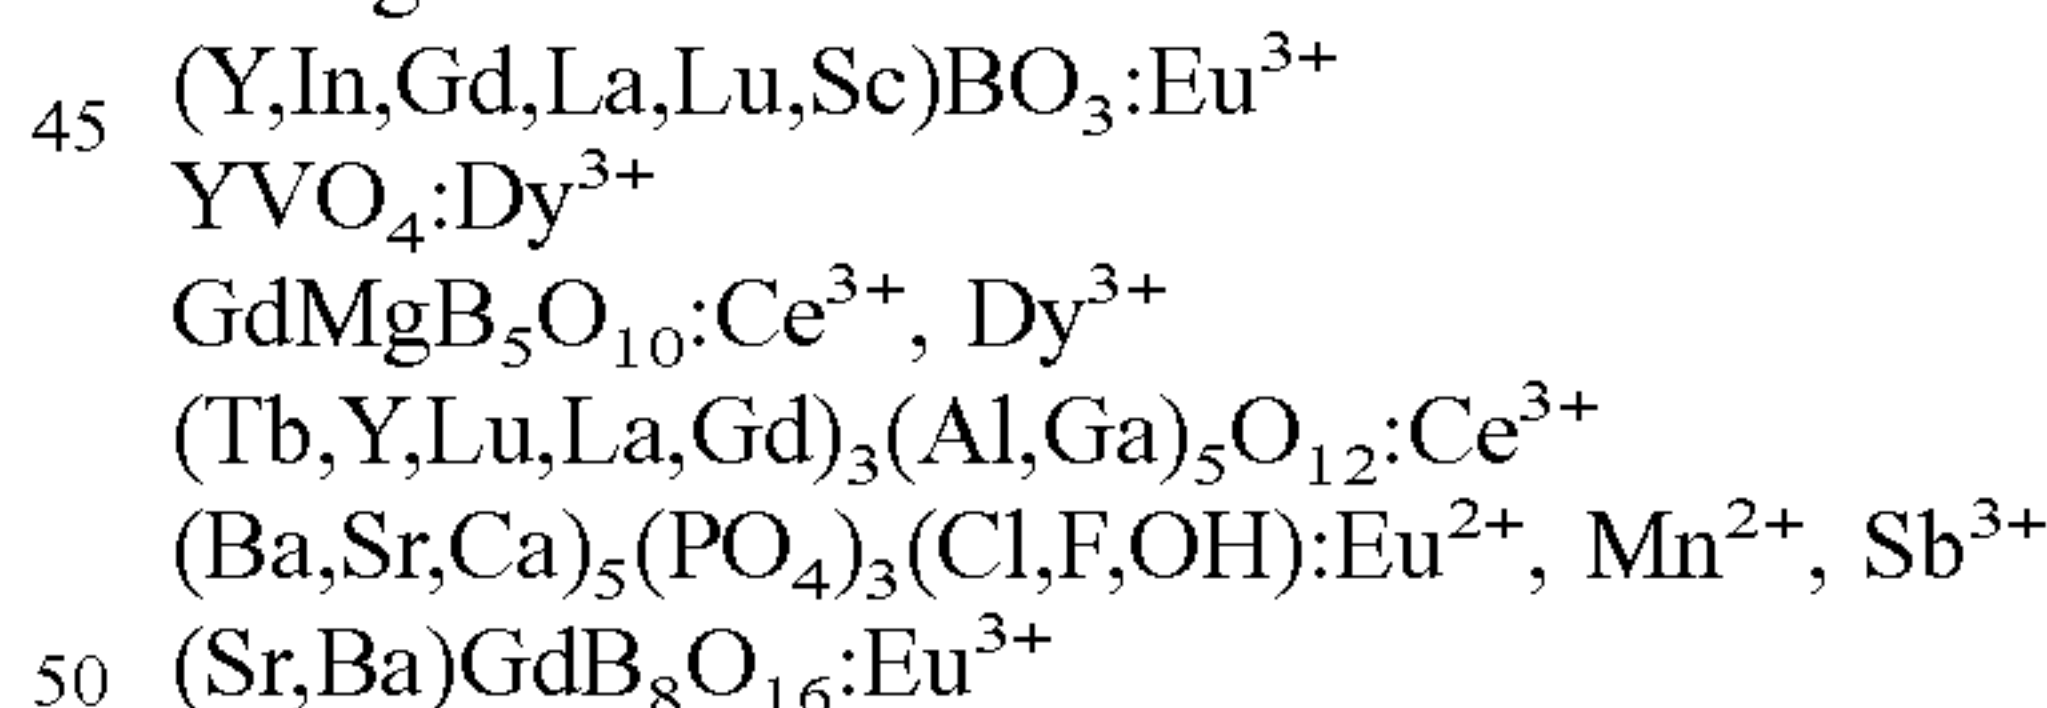 45 (Y,In,Gd,La,Lu,Sc)BO₃:Eu³⁺
YVO₄:Dy³⁺
GdMgB₅O₁₀:Ce³⁺, Dy³⁺
(Tb,Y,Lu,La,Gd)₃(Al,Ga)₅O₁₂:Ce³⁺
(Ba,Sr,Ca)₅(PO₄)₃(Cl,F,OH):Eu²⁺, Mn²⁺, Sb³⁺
50 (Sr,Ba)GdB₈O₁₆:Eu³⁺